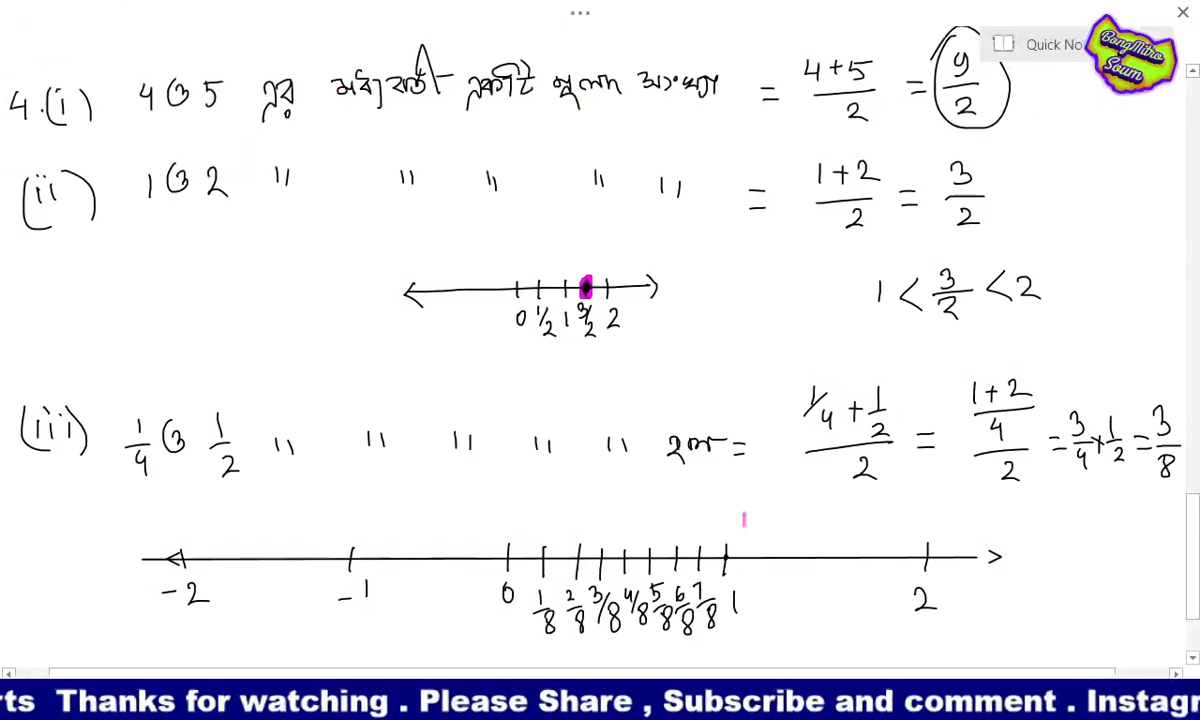 ...
Quick No
BongMitro
Soum
4.(i) 4 ও 5 এর মধ্যবর্তী একটি মূলদ সংখ্যা = 4+5/2 = 9/2
(ii) 1 ও 2 " " " " " = 1+2/2 = 3/2
1 < 3/2 < 2
0 1/2 1 3/2 2
(iii) 1/4 ও 1/2 " " " " " হল = 1/4 + 1/2 / 2 = 1+2/4 / 2 = 3/4 × 1/2 = 3/8
-2 -1 0 1/8 2/8 3/8 4/8 5/8 6/8 7/8 1 2
rts Thanks for watching . Please Share , Subscribe and comment . Instag